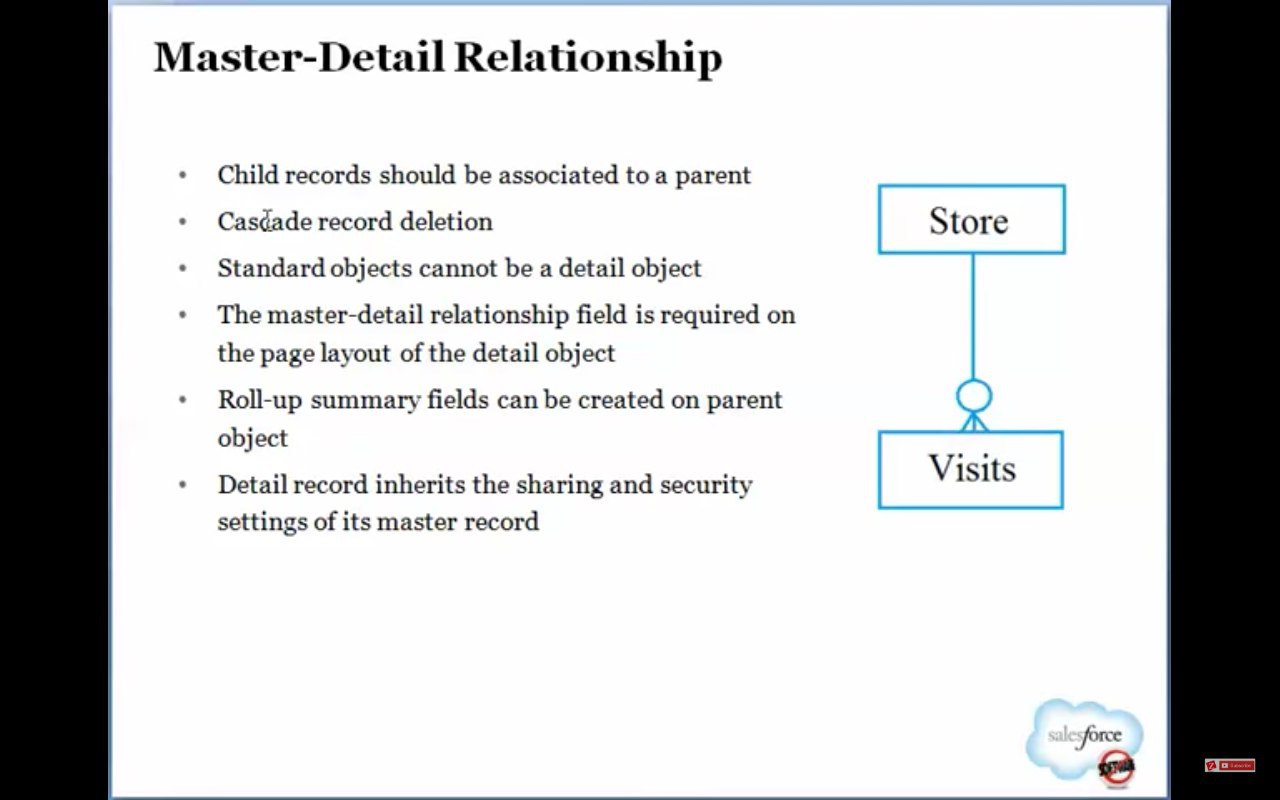 Master-Detail Relationship
• Child records should be associated to a parent
• Cascade record deletion
• Standard objects cannot be a detail object
• The master-detail relationship field is required on
the page layout of the detail object
• Roll-up summary fields can be created on parent
object
• Detail record inherits the sharing and security
settings of its master record
Store
Visits
salesforce
SOFTWARE
Subscribe